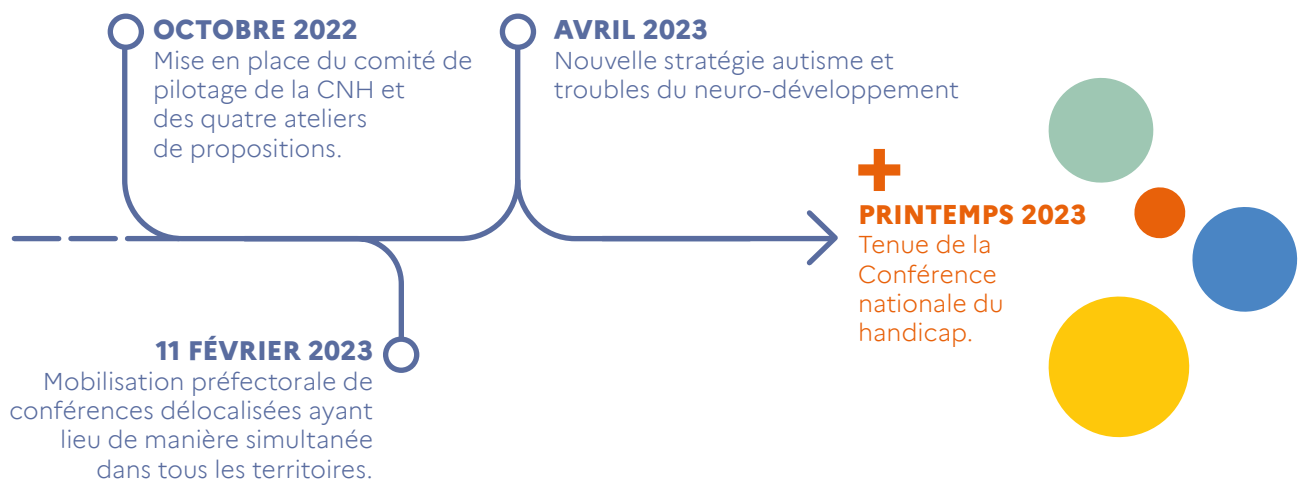 OCTOBRE 2022
Mise en place du comité de
pilotage de la CNH et
des quatre ateliers
de propositions.
11 FÉVRIER 2023
Mobilisation préfectorale de
conférences délocalisées ayant
lieu de manière simultanée
dans tous les territoires.
AVRIL 2023
Nouvelle stratégie autisme et
troubles du neuro-développement
PRINTEMPS 2023
Tenue de la
Conférence
nationale du
handicap.